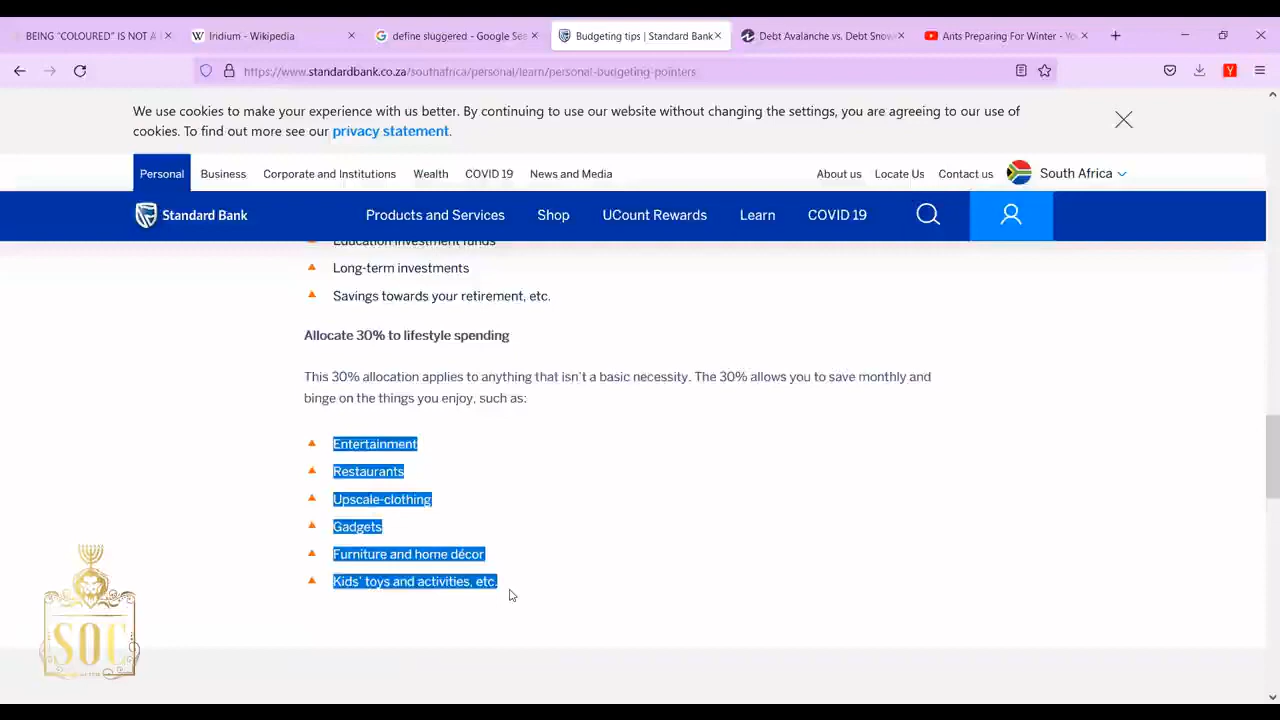 BEING "COLOURED" IS NOT A
Iridium - Wikipedia
define sluggered - Google Se
Budgeting tips | Standard Bank
Debt Avalanche vs. Debt Snow
Ants Preparing For Winter - Yo
https://www.standardbank.co.za/southafrica/personal/learn/personal-budgeting-pointers
We use cookies to make your experience with us better. By continuing to use our website without changing the settings, you are agreeing to our use of
cookies. To find out more see our privacy statement.
Personal Business Corporate and Institutions Wealth COVID 19 News and Media About us Locate Us Contact us South Africa
Standard Bank Products and Services Shop UCount Rewards Learn COVID 19
Education investment funds
Long-term investments
Savings towards your retirement, etc.
Allocate 30% to lifestyle spending
This 30% allocation applies to anything that isn't a basic necessity. The 30% allows you to save monthly and
binge on the things you enjoy, such as:
Entertainment
Restaurants
Upscale-clothing
Gadgets
Furniture and home décor
Kids' toys and activities, etc.
SOC